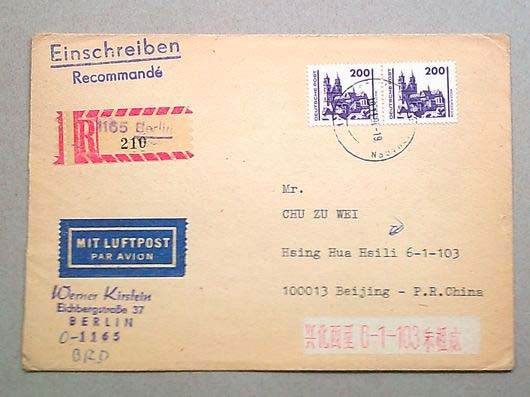 Einschreiben
Recommandé
DEUTSCHE POST
200
DEUTSCHE POST
200
R
1165 Berlin
210
Mr.
CHU ZU WEI
Hsing Hua Hsili 6-1-103
100013 Beijing - P.R.China
MIT LUFTPOST
PAR AVION
Werner Kirstein
Eichbergstraße 37
BERLIN
O-1165
BRD
兴化西里 6-1-103 朱祖威